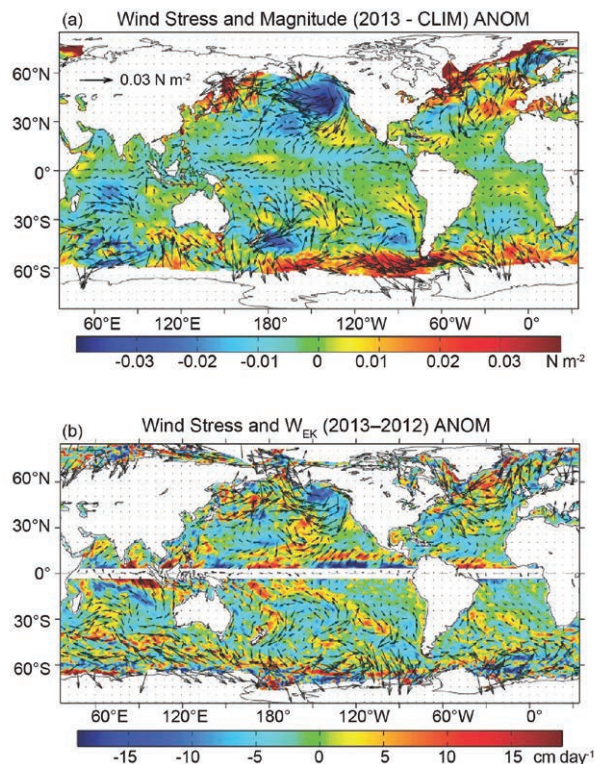 (a) Wind Stress and Magnitude (2013 - CLIM) ANOM
60°N
0.03 N m⁻²
30°N
0°
30°S
60°S
60°E 120°E 180° 120°W 60°W 0°
-0.03 -0.02 -0.01 0 0.01 0.02 0.03 N m⁻²
(b) Wind Stress and W_EK (2013–2012) ANOM
60°N
30°N
0°
30°S
60°S
60°E 120°E 180° 120°W 60°W 0°
-15 -10 -5 0 5 10 15 cm day⁻¹